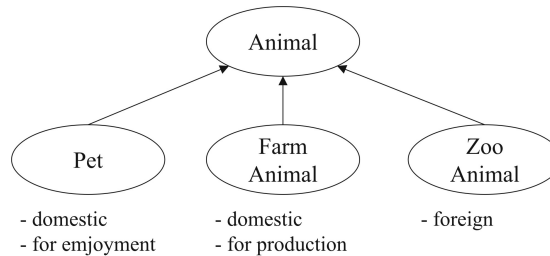 Animal
Pet
Farm
Animal
Zoo
Animal
- domestic
- for emjoyment
- domestic
- for production
- foreign